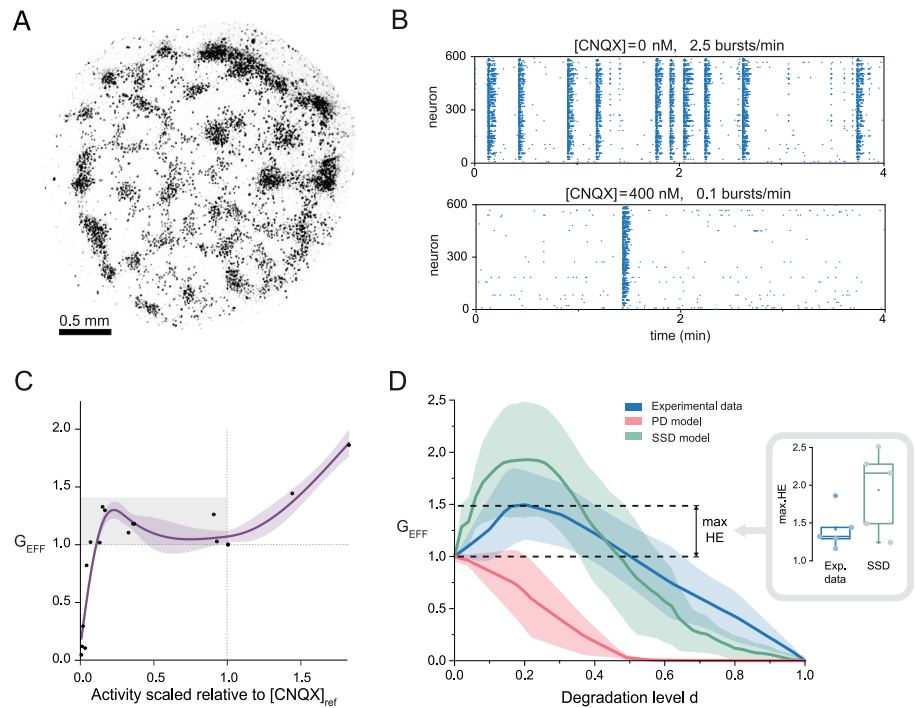 A
0.5 mm
B
[CNQX]=0 nM, 2.5 bursts/min
600
300
0
neuron
0
2
4
[CNQX]=400 nM, 0.1 bursts/min
600
300
0
neuron
0
2
4
time (min)
C
2.0
1.5
G_EFF
1.0
0.5
0.0
0.0
0.5
1.0
1.5
Activity scaled relative to [CNQX]ref
D
2.5
2.0
1.5
G_EFF
1.0
0.5
0.0
0.0
0.2
0.4
0.6
0.8
1.0
Degradation level d
Experimental data
PD model
SSD model
max
HE
2.5
2.0
1.5
1.0
max.HE
Exp.
data
SSD